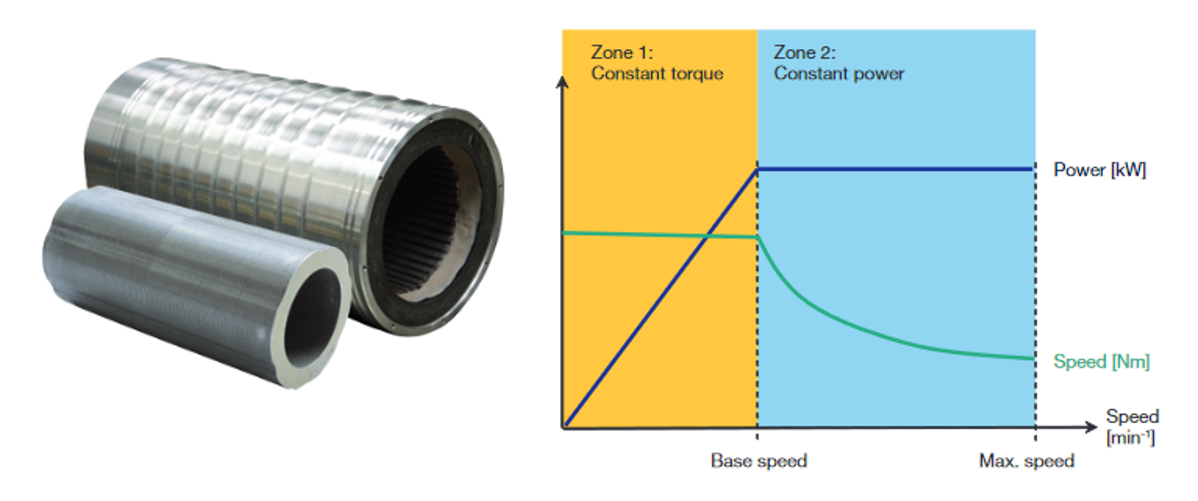 Zone 1:
Constant torque
Zone 2:
Constant power
Power [kW]
Speed [Nm]
Speed
[min⁻¹]
Base speed
Max. speed